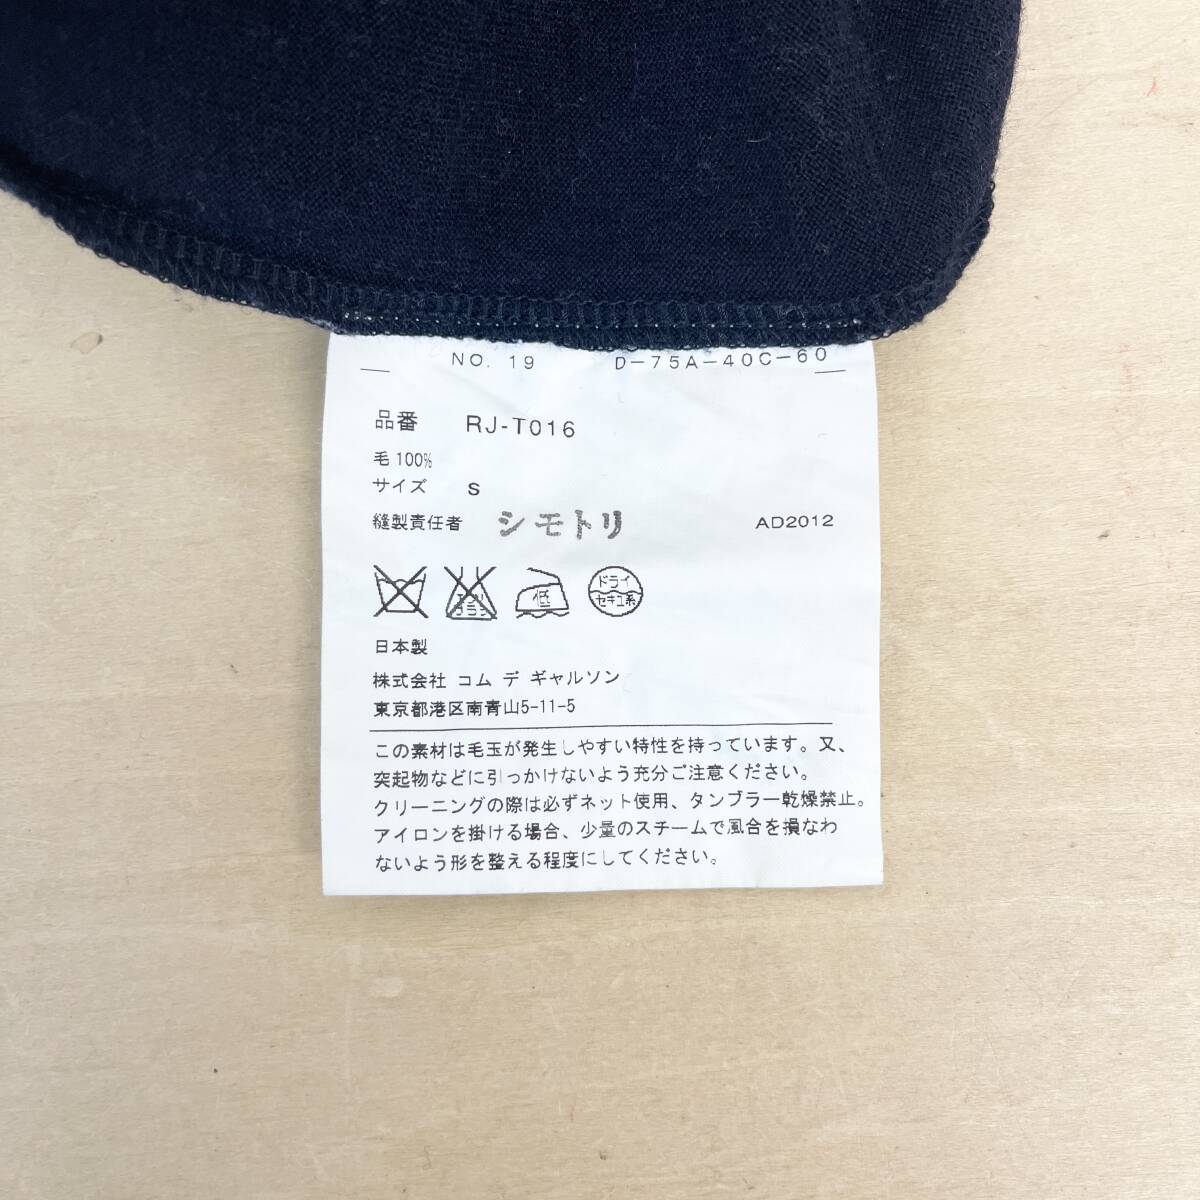 NO. 19 D-75A-40C-60
品番 RJ-T016
毛 100%
サイズ S
縫製責任者 シモトリ AD2012
エンソ
サラシ
低
ドライ
セキユ系
日本製
株式会社 コム デ ギャルソン
東京都港区南青山5-11-5
この素材は毛玉が発生しやすい特性を持っています。又、
突起物などに引っかけないよう充分ご注意ください。
クリーニングの際は必ずネット使用、タンブラー乾燥禁止。
アイロンを掛ける場合、少量のスチームで風合を損なわ
ないよう形を整える程度にしてください。